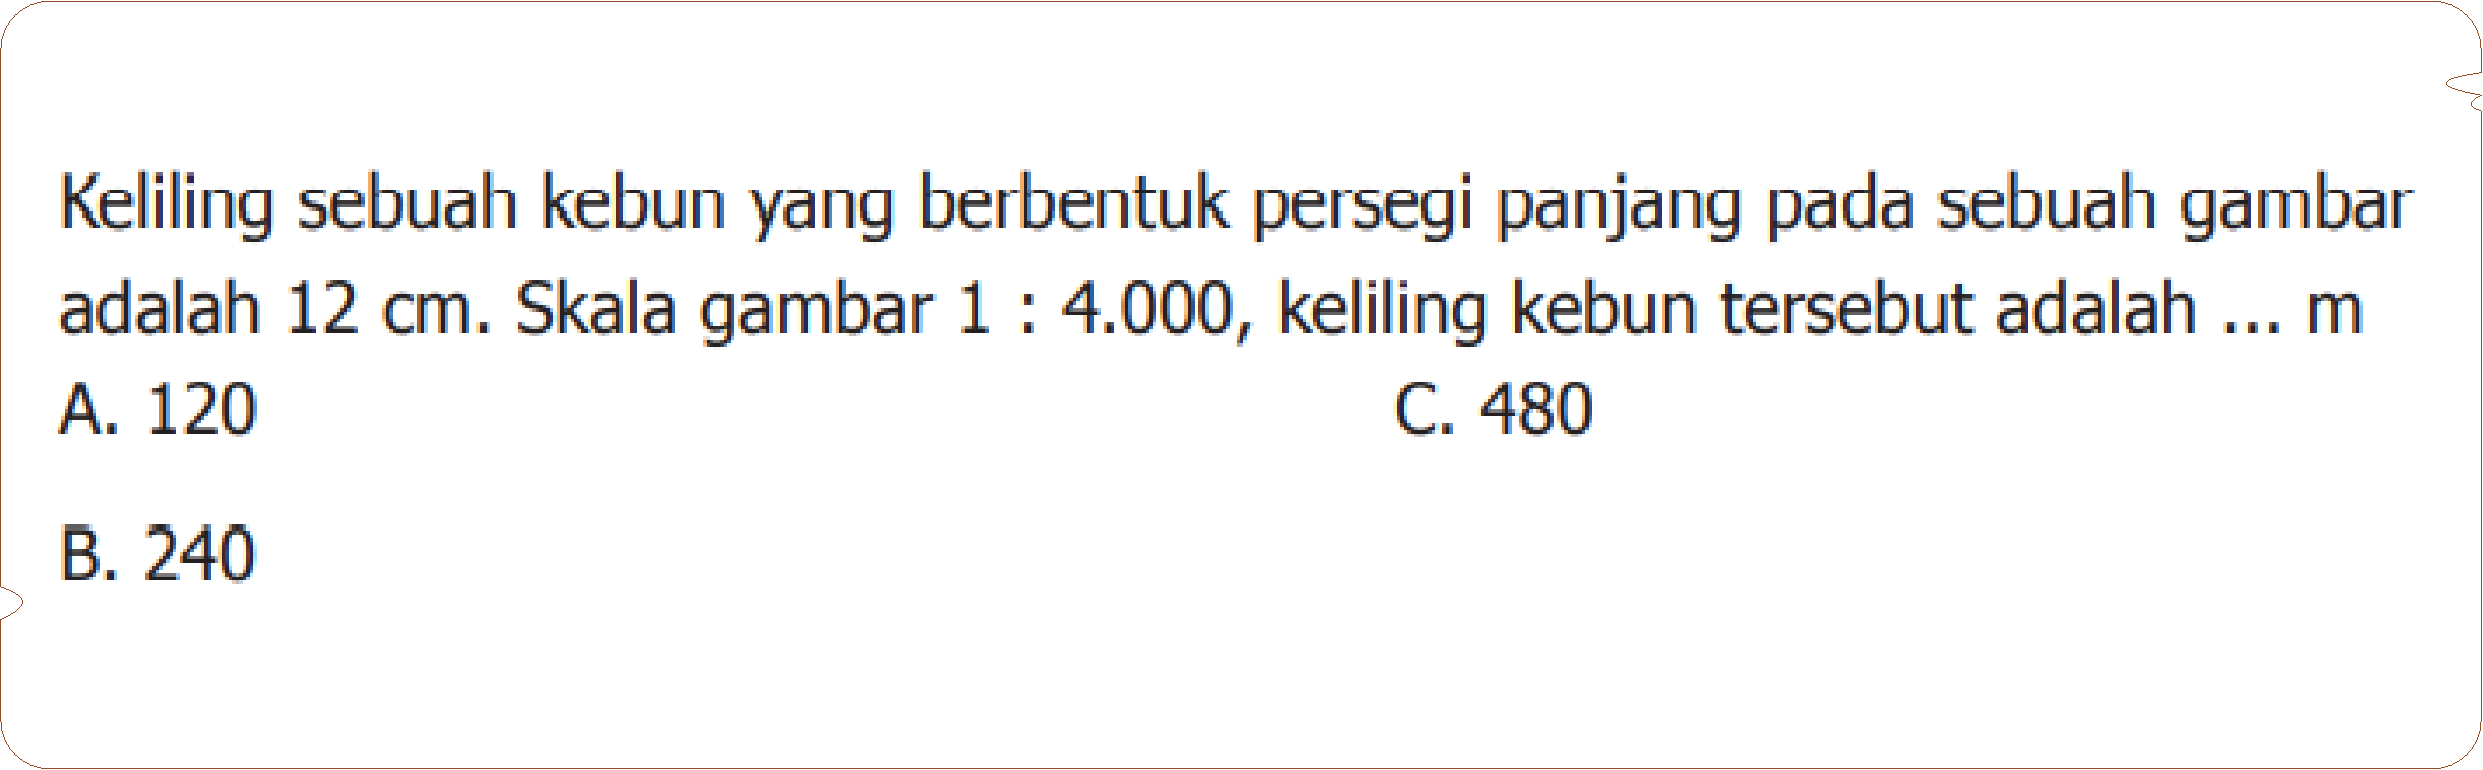 Keliling sebuah kebun yang berbentuk persegi panjang pada sebuah gambar
adalah 12 cm. Skala gambar 1 : 4.000, keliling kebun tersebut adalah ... m
A. 120 C. 480
B. 240